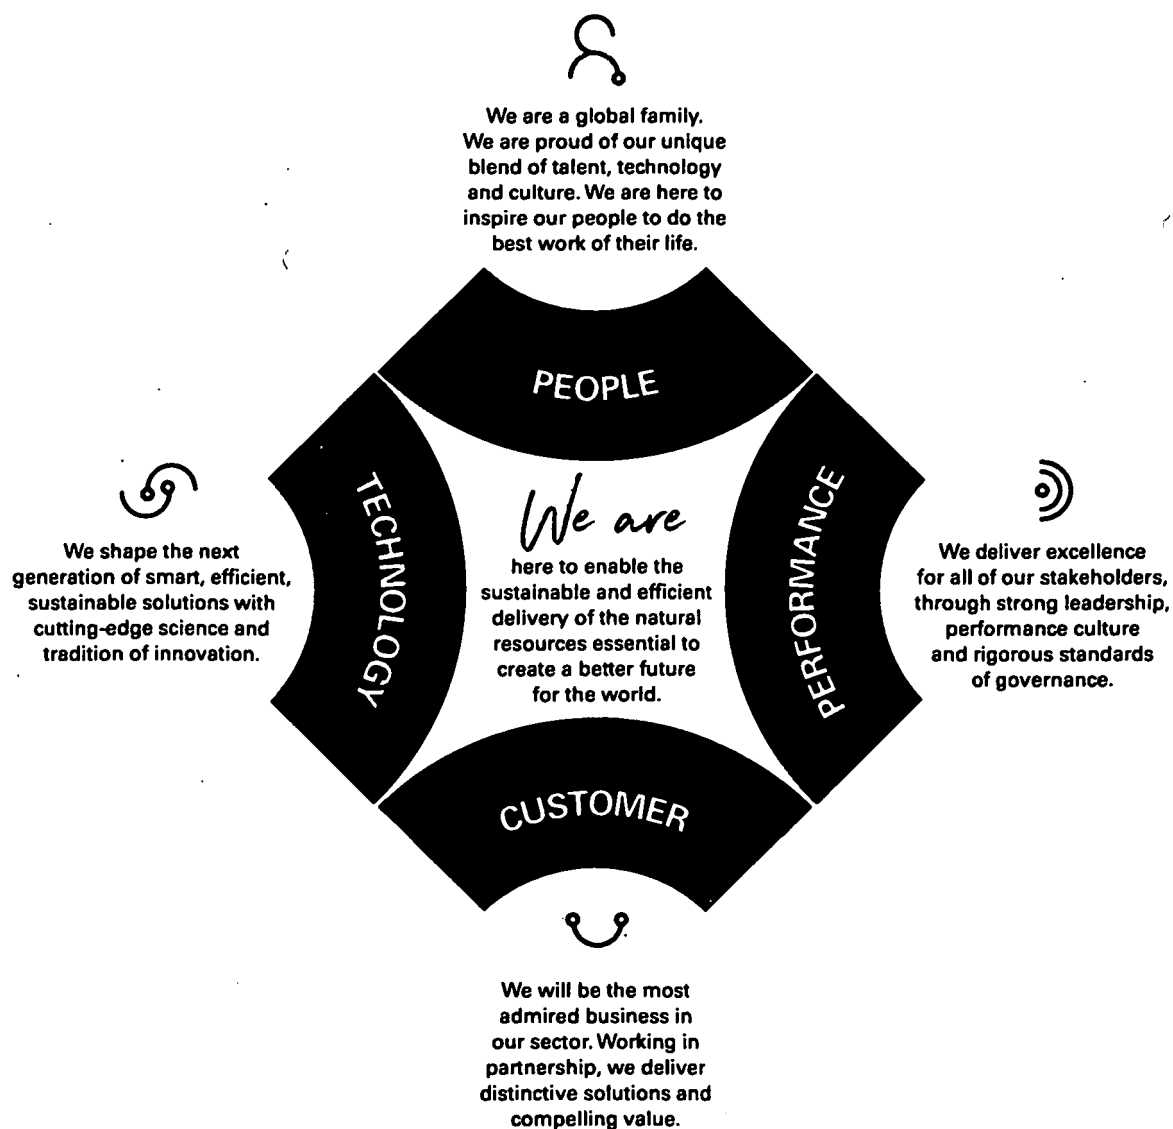 We are a global family.
We are proud of our unique
blend of talent, technology
and culture. We are here to
inspire our people to do the
best work of their life.
PEOPLE
TECHNOLOGY
PERFORMANCE
We are
here to enable the
sustainable and efficient
delivery of the natural
resources essential to
create a better future
for the world.
We shape the next
generation of smart, efficient,
sustainable solutions with
cutting-edge science and
tradition of innovation.
We deliver excellence
for all of our stakeholders,
through strong leadership,
performance culture
and rigorous standards
of governance.
CUSTOMER
We will be the most
admired business in
our sector. Working in
partnership, we deliver
distinctive solutions and
compelling value.